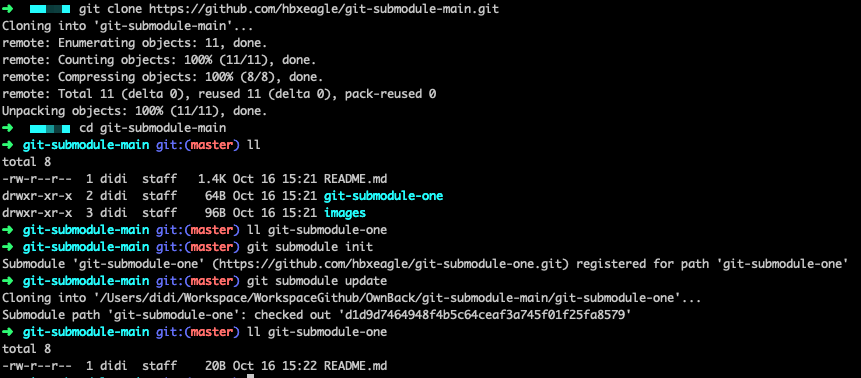 ➜ git clone https://github.com/hbxeagle/git-submodule-main.git
Cloning into 'git-submodule-main'...
remote: Enumerating objects: 11, done.
remote: Counting objects: 100% (11/11), done.
remote: Compressing objects: 100% (8/8), done.
remote: Total 11 (delta 0), reused 11 (delta 0), pack-reused 0
Unpacking objects: 100% (11/11), done.
➜ cd git-submodule-main
➜ git-submodule-main git:(master) ll
total 8
-rw-r--r-- 1 didi staff 1.4K Oct 16 15:21 README.md
drwxr-xr-x 2 didi staff 64B Oct 16 15:21 git-submodule-one
drwxr-xr-x 3 didi staff 96B Oct 16 15:21 images
➜ git-submodule-main git:(master) ll git-submodule-one
➜ git-submodule-main git:(master) git submodule init
Submodule 'git-submodule-one' (https://github.com/hbxeagle/git-submodule-one.git) registered for path 'git-submodule-one'
➜ git-submodule-main git:(master) git submodule update
Cloning into '/Users/didi/Workspace/WorkspaceGithub/OwnBack/git-submodule-main/git-submodule-one'...
Submodule path 'git-submodule-one': checked out 'd1d9d7464948f4b5c64ceaf3a745f01f25fa8579'
➜ git-submodule-main git:(master) ll git-submodule-one
total 8
-rw-r--r-- 1 didi staff 20B Oct 16 15:22 README.md